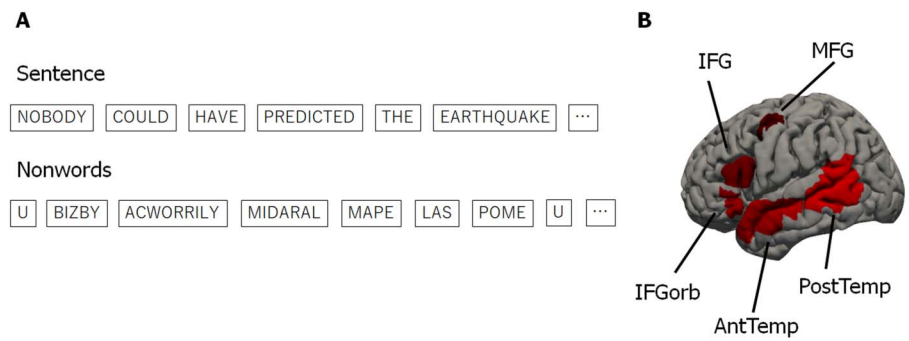 A
Sentence
NOBODY COULD HAVE PREDICTED THE EARTHQUAKE ...
Nonwords
U BIZBY ACWORRILY MIDARAL MAPE LAS POME U ...
B
MFG
IFG
IFGorb
PostTemp
AntTemp